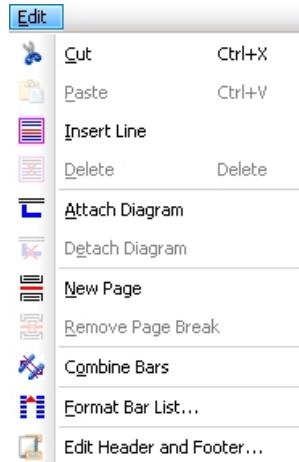 Edit
Cut Ctrl+X
Paste Ctrl+V
Insert Line
Delete Delete
Attach Diagram
Detach Diagram
New Page
Remove Page Break
Combine Bars
Format Bar List...
Edit Header and Footer...